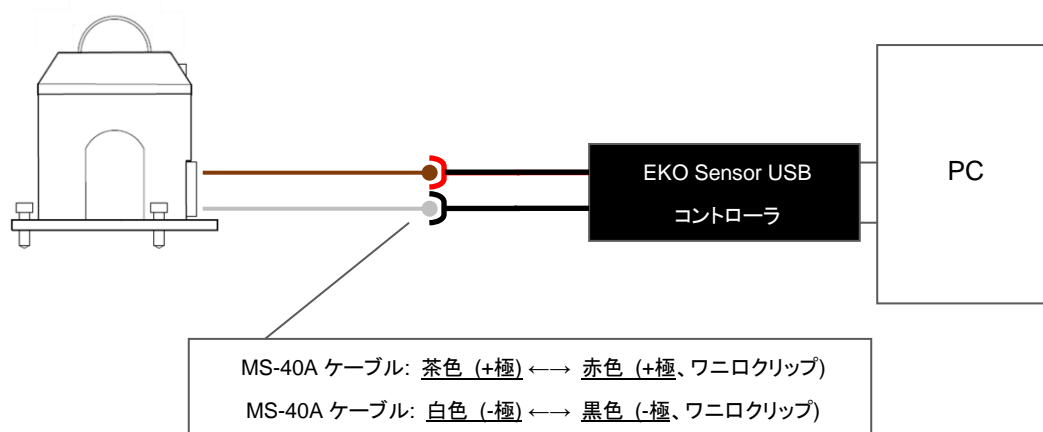 EKO Sensor USB
コントローラ
PC
MS-40A ケーブル: 茶色 (+極) ←→ 赤色 (+極、ワニロクリップ)
MS-40A ケーブル: 白色 (-極) ←→ 黒色 (-極、ワニロクリップ)